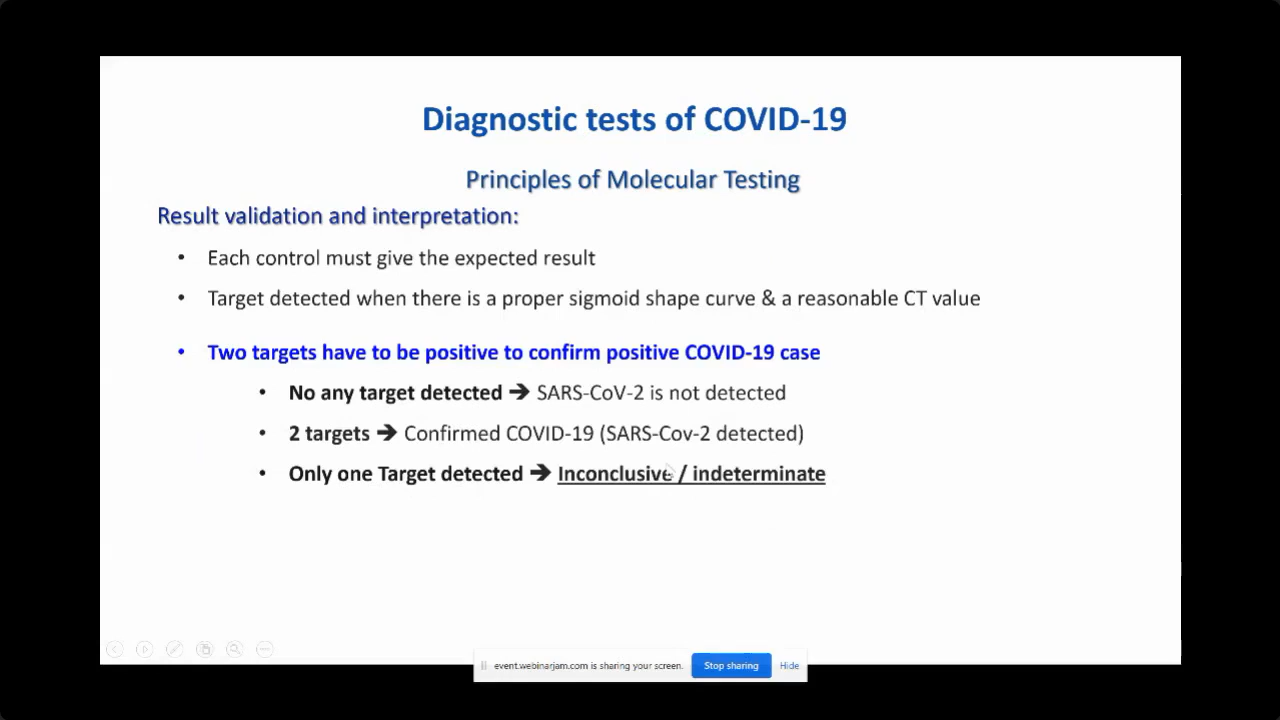 Diagnostic tests of COVID-19
Principles of Molecular Testing
Result validation and interpretation:
• Each control must give the expected result
• Target detected when there is a proper sigmoid shape curve & a reasonable CT value
• Two targets have to be positive to confirm positive COVID-19 case
• No any target detected ➔ SARS-CoV-2 is not detected
• 2 targets ➔ Confirmed COVID-19 (SARS-Cov-2 detected)
• Only one Target detected ➔ Inconclusive / indeterminate
event.webinarjam.com is sharing your screen. Stop sharing Hide